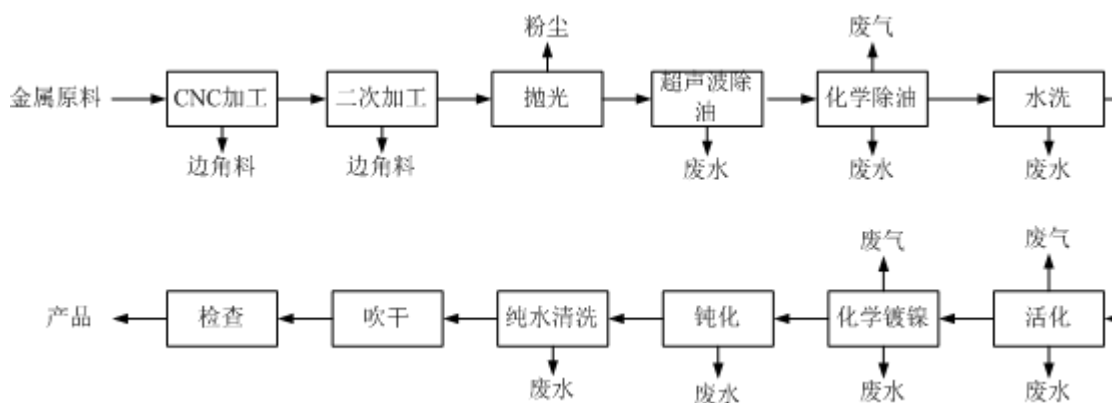 粉尘
废气
金属原料
CNC加工
二次加工
抛光
超声波除
油
化学除油
水洗
边角料
边角料
废水
废水
废水
废气
废气
产品
检查
吹干
纯水清洗
钝化
化学镀镍
活化
废水
废水
废水
废水